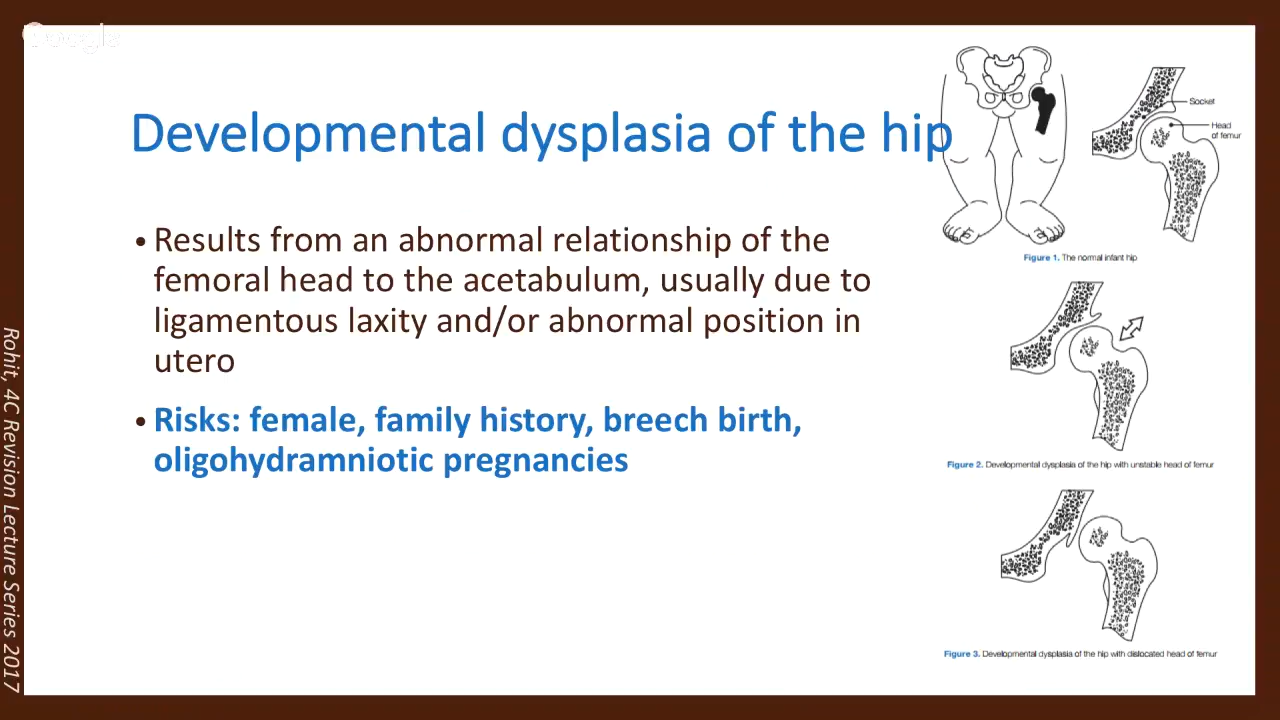 Google
Developmental dysplasia of the hip
• Results from an abnormal relationship of the
femoral head to the acetabulum, usually due to
ligamentous laxity and/or abnormal position in
utero
• Risks: female, family history, breech birth,
oligohydramniotic pregnancies
Socket
Head
of femur
Figure 1. The normal infant hip
Figure 2. Developmental dysplasia of the hip with unstable head of femur
Figure 3. Developmental dysplasia of the hip with dislocated head of femur
Rohit, 4C Revision Lecture Series 2017